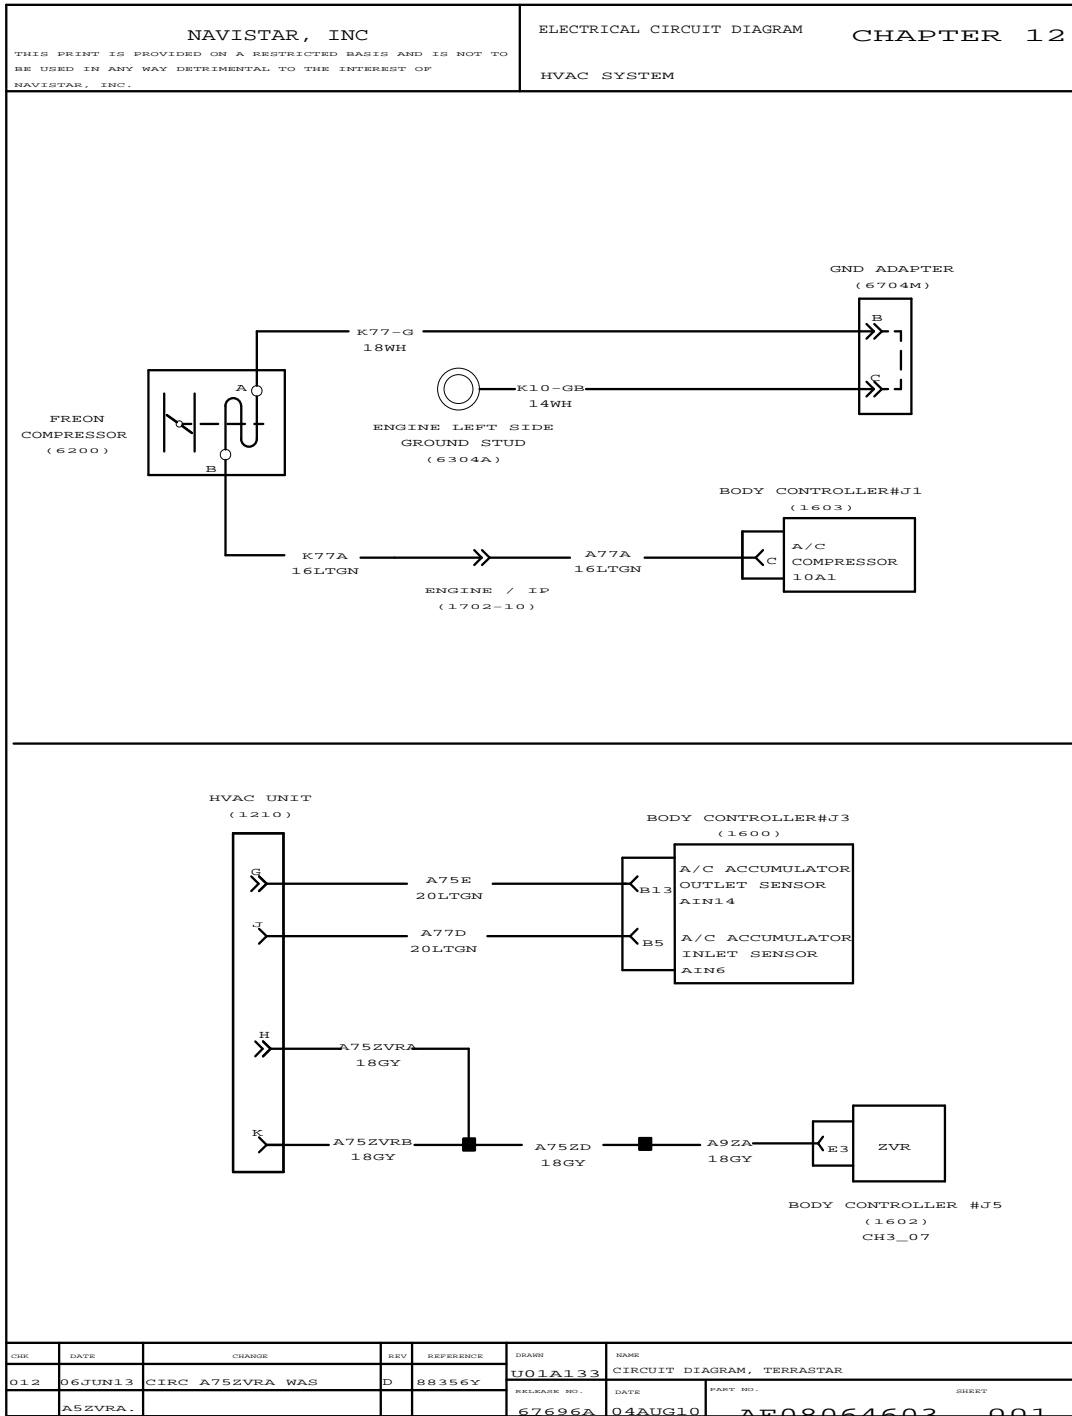 NAVISTAR, INC
THIS PRINT IS PROVIDED ON A RESTRICTED BASIS AND IS NOT TO
BE USED IN ANY WAY DETRIMENTAL TO THE INTEREST OF
NAVISTAR, INC.
ELECTRICAL CIRCUIT DIAGRAM
HVAC SYSTEM
CHAPTER 12
GND ADAPTER
(6704M)
B
K77-G
18WH
C
K10-GB
14WH
ENGINE LEFT SIDE
GROUND STUD
(6304A)
A
FREON
COMPRESSOR
(6200)
B
BODY CONTROLLER#J1
(1603)
A/C
COMPRESSOR
10A1
C
K77A
16LTGN
A77A
16LTGN
ENGINE / IP
(1702-10)
HVAC UNIT
(1210)
BODY CONTROLLER#J3
(1600)
G
A75E
20LTGN
B13
A/C ACCUMULATOR
OUTLET SENSOR
AIN14
J
A77D
20LTGN
B5
A/C ACCUMULATOR
INLET SENSOR
AIN6
H
A75ZVRA
18GY
K
A75ZVRB
18GY
A75ZD
18GY
A9ZA
18GY
E3
ZVR
BODY CONTROLLER #J5
(1602)
CH3_07
CHK DATE CHANGE REV REFERENCE
012 06JUN13 CIRC A75ZVRA WAS D 88356Y
A5ZVRA.
DRAWN
U01A133
NAME
CIRCUIT DIAGRAM, TERRASTAR
RELEASE NO.
67696A
DATE
04AUG10
PART NO.
SHEET
AE08064603 001